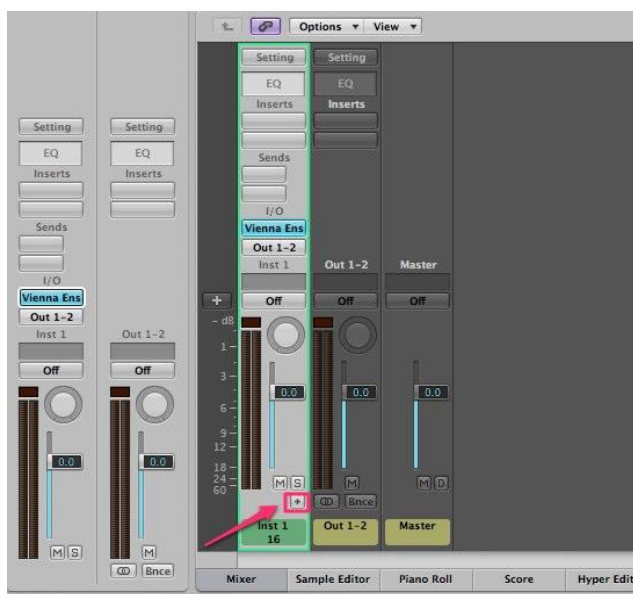 Options View
Setting Setting
EQ EQ
Inserts Inserts
Sends
I/O
Vienna Ens
Out 1-2
Inst 1 Out 1-2 Master
+ Off Off Off
- dB
1
3
0.0 0.0 0.0
6
9
12
18
24
60
M S M M D
+ Bnce
Inst 1 Out 1-2 Master
16
Setting Setting
EQ EQ
Inserts Inserts
Sends
I/O
Vienna Ens
Out 1-2
Inst 1 Out 1-2
Off Off
0.0 0.0
M S M
Bnce
Mixer Sample Editor Piano Roll Score Hyper Edit